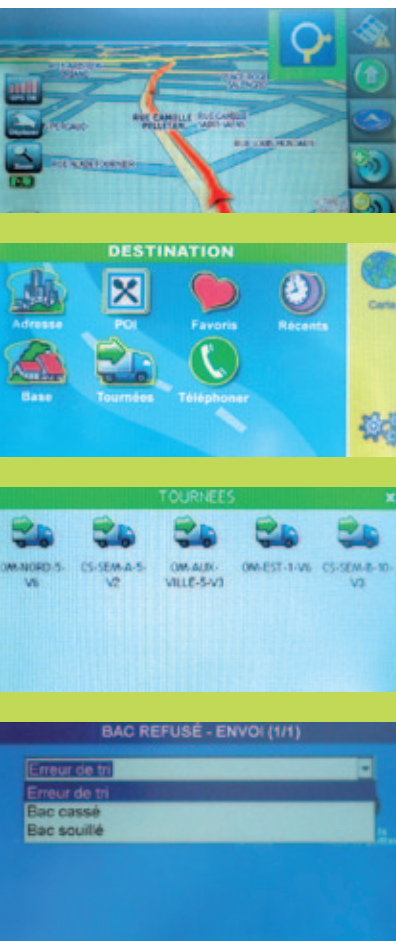 RUE CAMILLE
PELLETAN
DESTINATION
Adresse
POI
Favoris
Récents
Carte
Base
Tournées
Téléphoner
TOURNEES
x
OM-NORD-5-
V6
CS-SEM-A-5-
V2
OM-AUX-
VILLE-5-V3
OM-EST-1-V6
CS-SEM-B-10-
V3
BAC REFUSÉ - ENVOI (1/1)
Erreur de tri
Erreur de tri
Bac cassé
Bac souillé